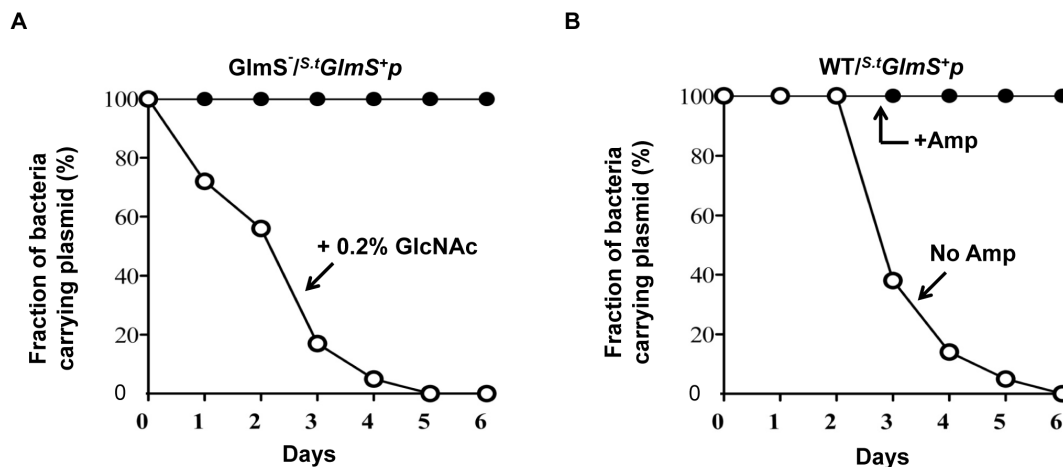 A
GlmS⁻/ˢ·ᵗGlmS⁺p
Fraction of bacteria
carrying plasmid (%)
100
80
60
40
20
0
+ 0.2% GlcNAc
0 1 2 3 4 5 6
Days
B
WT/ˢ·ᵗGlmS⁺p
Fraction of bacteria
carrying plasmid (%)
100
80
60
40
20
0
+Amp
No Amp
0 1 2 3 4 5 6
Days